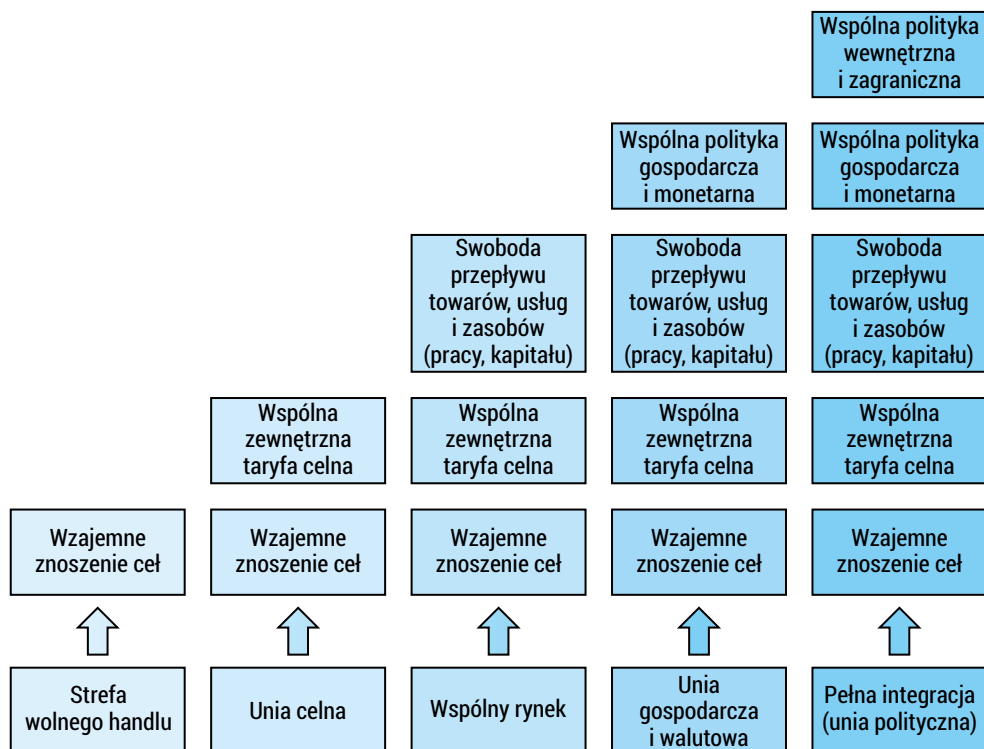 Wspólna polityka
wewnętrzna
i zagraniczna
Wspólna polityka
gospodarcza
i monetarna
Wspólna polityka
gospodarcza
i monetarna
Swoboda
przepływu
towarów, usług
i zasobów
(pracy, kapitału)
Swoboda
przepływu
towarów, usług
i zasobów
(pracy, kapitału)
Swoboda
przepływu
towarów, usług
i zasobów
(pracy, kapitału)
Wspólna
zewnętrzna
taryfa celna
Wspólna
zewnętrzna
taryfa celna
Wspólna
zewnętrzna
taryfa celna
Wspólna
zewnętrzna
taryfa celna
Wzajemne
znoszenie ceł
Wzajemne
znoszenie ceł
Wzajemne
znoszenie ceł
Wzajemne
znoszenie ceł
Wzajemne
znoszenie ceł
Strefa
wolnego handlu
Unia celna
Wspólny rynek
Unia
gospodarcza
i walutowa
Pełna integracja
(unia polityczna)